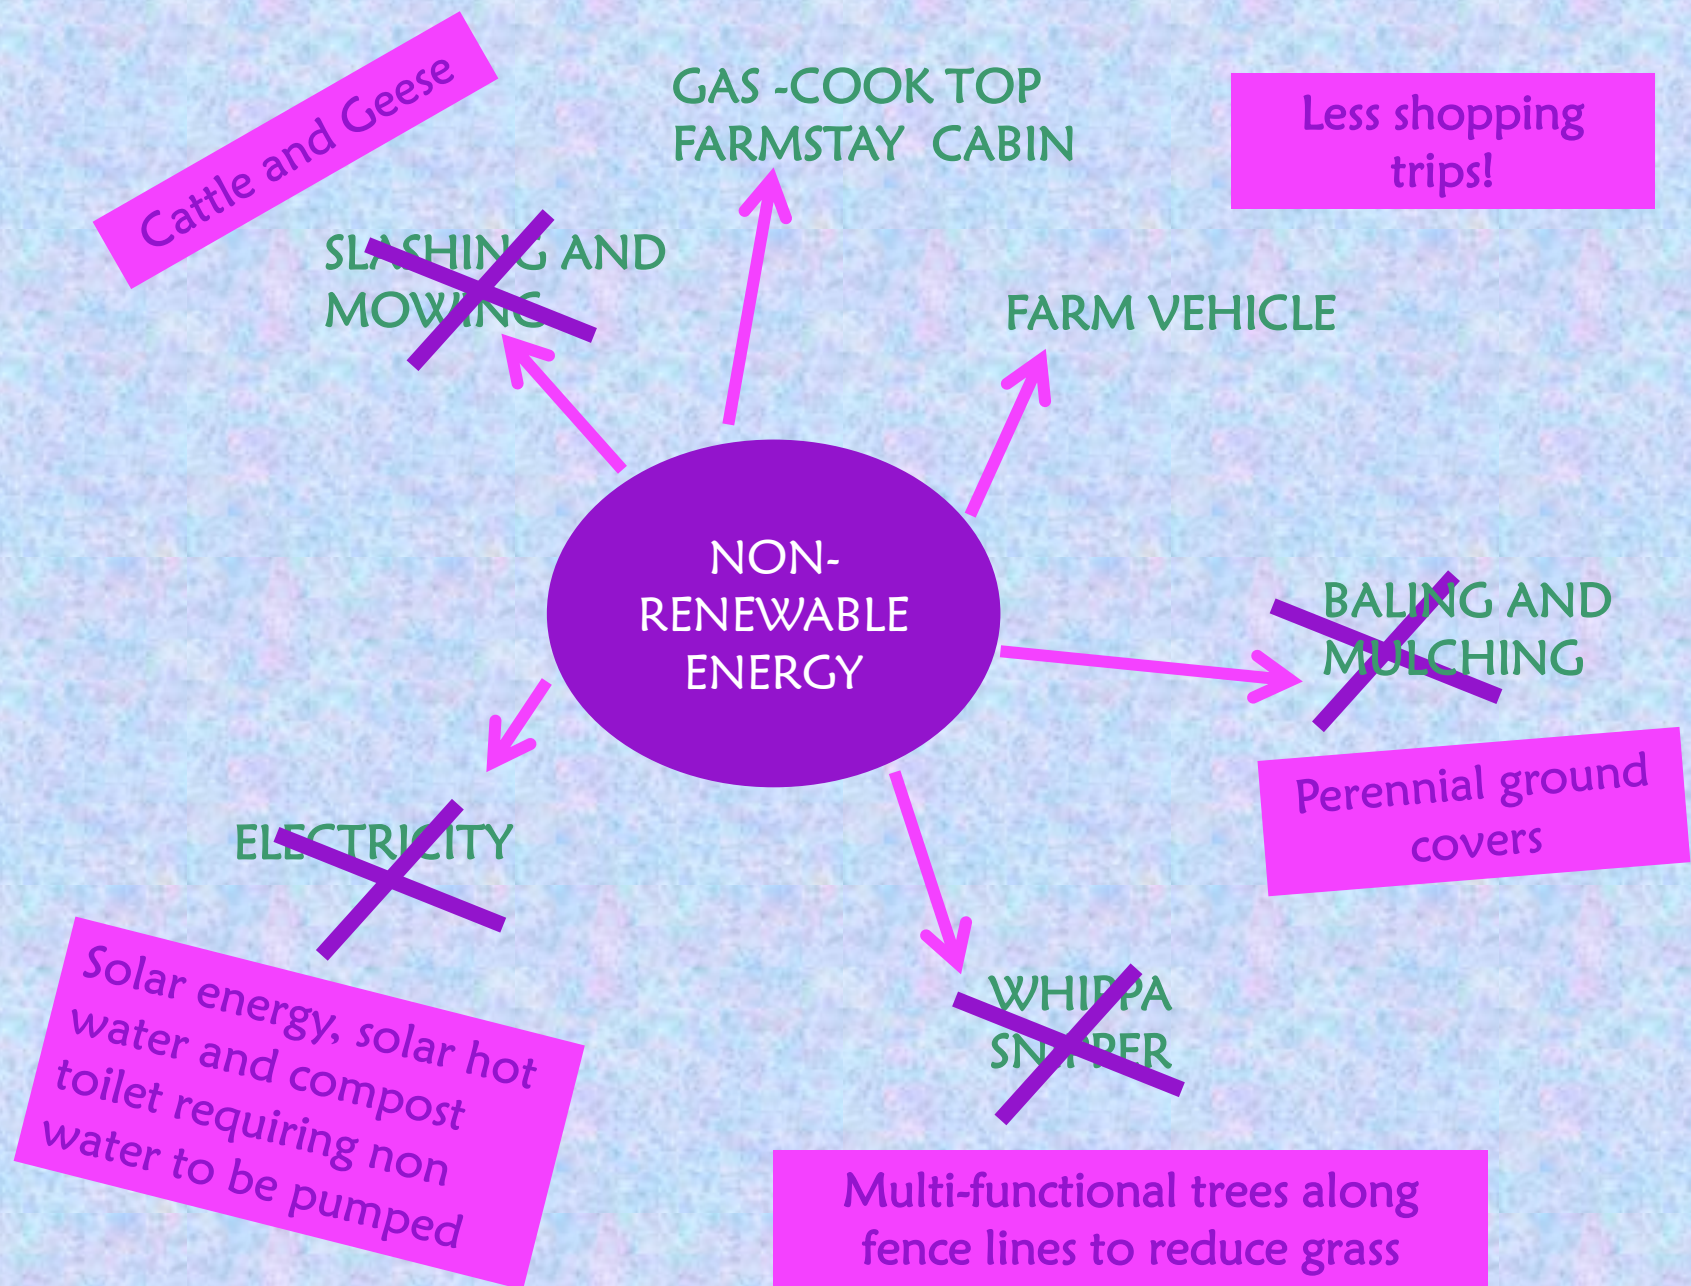 Cattle and Geese
GAS -COOK TOP
FARMSTAY  CABIN
Less shopping
trips!
SLASHING AND
MOWING
FARM VEHICLE
NON-
RENEWABLE
ENERGY
BALING AND
MULCHING
Perennial ground
covers
ELECTRICITY
Solar energy, solar hot
water and compost
toilet requiring non
water to be pumped
WHIPPA
SNIPPER
Multi-functional trees along
fence lines to reduce grass